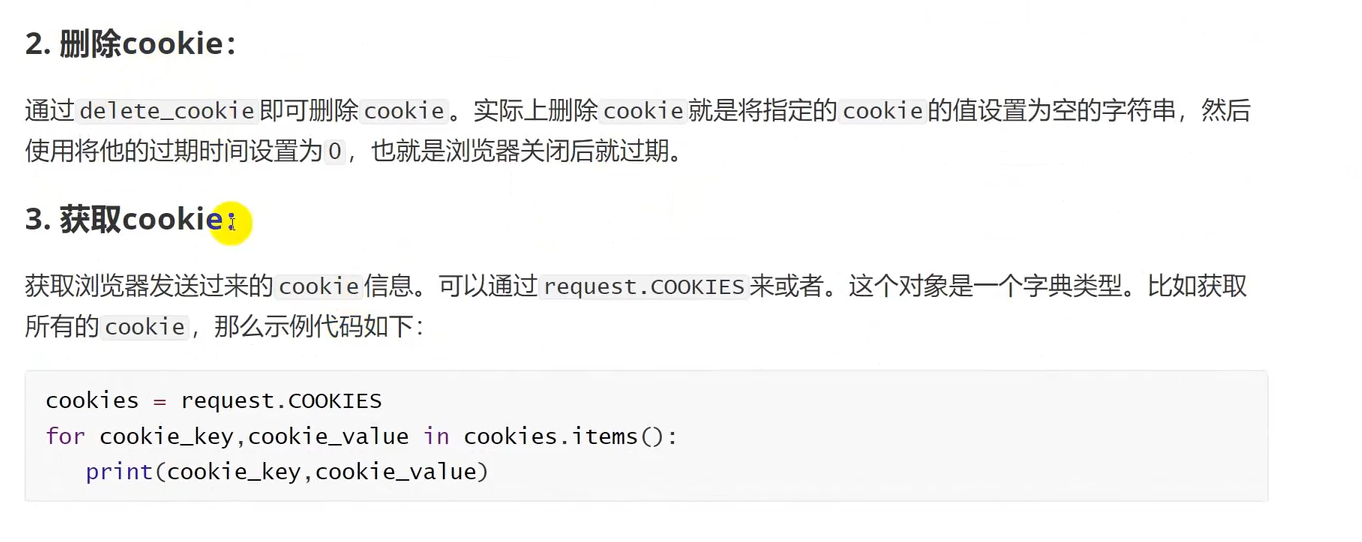 2. 删除cookie：
通过delete_cookie即可删除cookie。实际上删除cookie就是将指定的cookie的值设置为空的字符串，然后
使用将他的过期时间设置为0，也就是浏览器关闭后就过期。
3. 获取cookie：
获取浏览器发送过来的cookie信息。可以通过request.COOKIES来或者。这个对象是一个字典类型。比如获取
所有的cookie，那么示例代码如下：
cookies = request.COOKIES
for cookie_key,cookie_value in cookies.items():
    print(cookie_key,cookie_value)